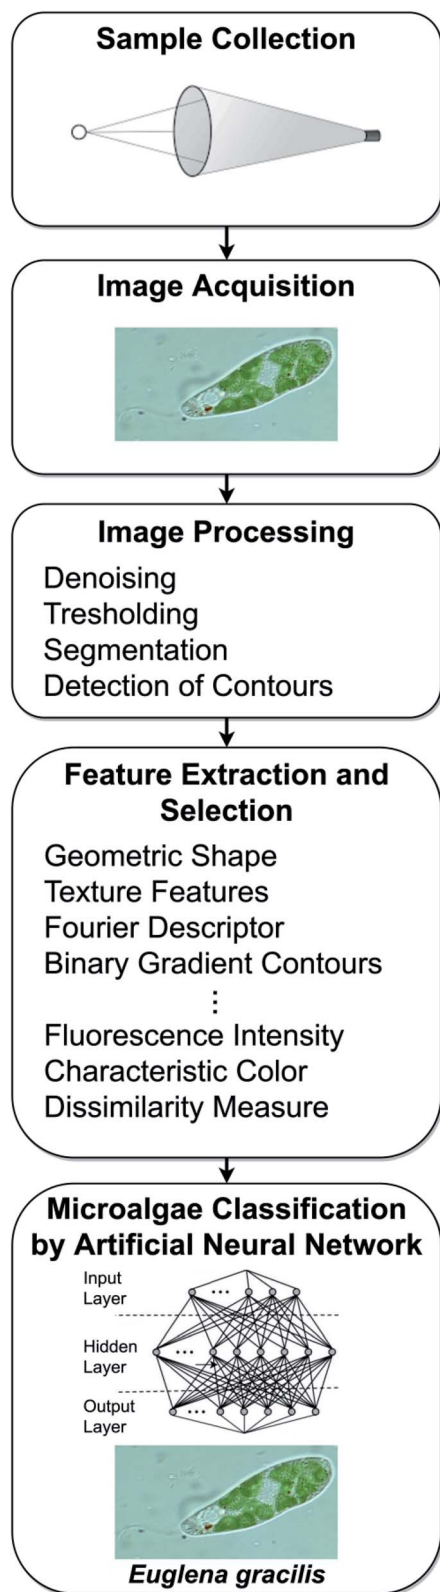 Sample Collection
Image Acquisition
Image Processing
Denoising
Tresholding
Segmentation
Detection of Contours
Feature Extraction and
Selection
Geometric Shape
Texture Features
Fourier Descriptor
Binary Gradient Contours
⋮
Fluorescence Intensity
Characteristic Color
Dissimilarity Measure
Microalgae Classification
by Artificial Neural Network
Input
Layer
Hidden
Layer
Output
Layer
Euglena gracilis